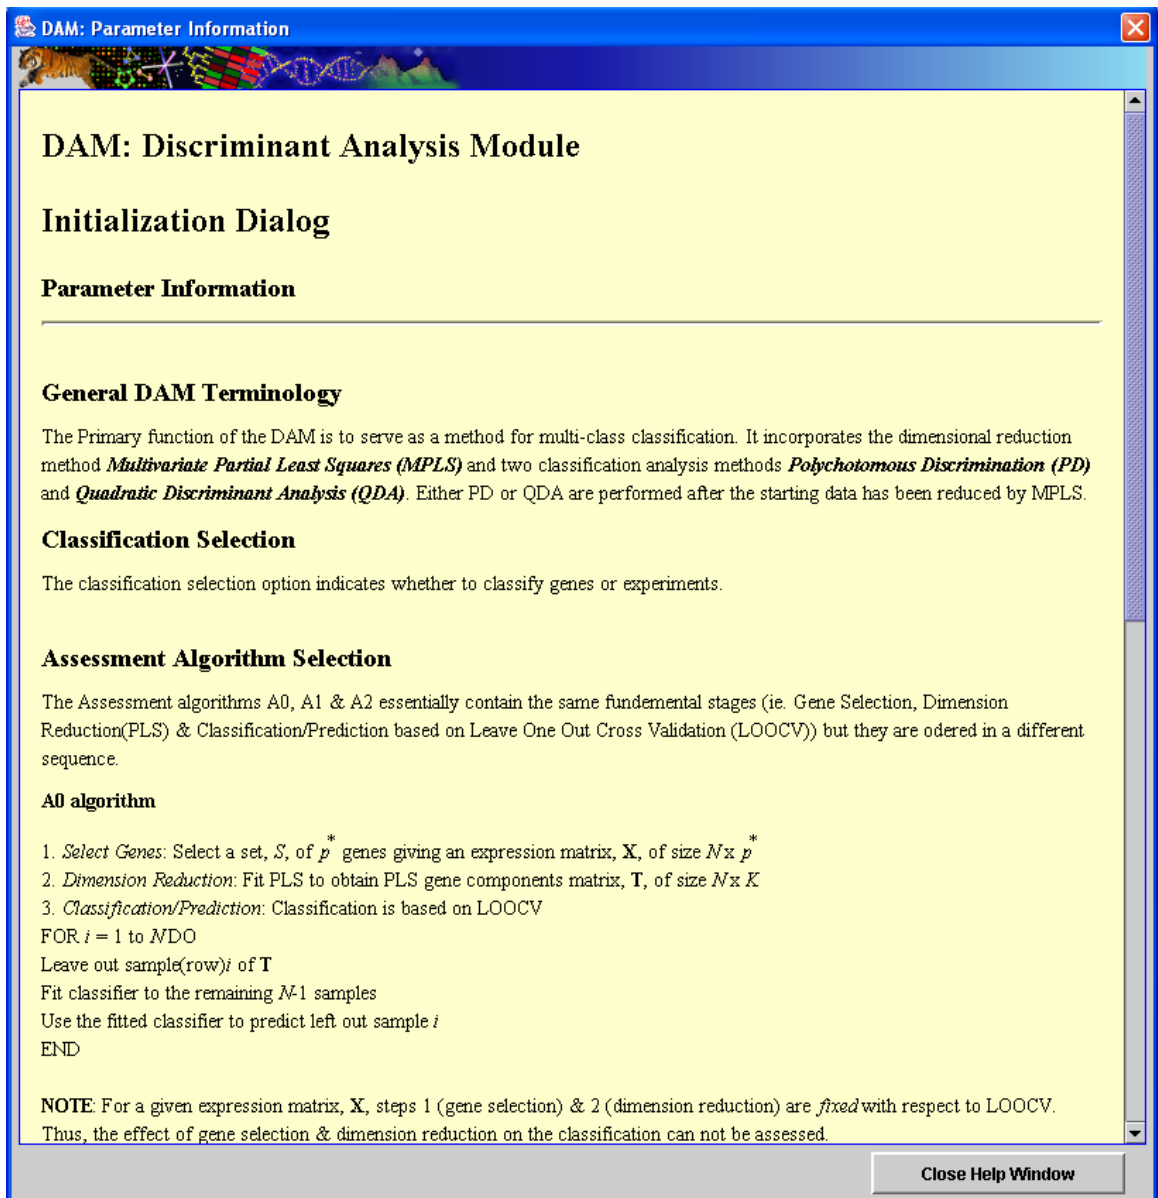 DAM: Parameter Information
DAM: Discriminant Analysis Module
Initialization Dialog
Parameter Information
General DAM Terminology
The Primary function of the DAM is to serve as a method for multi-class classification. It incorporates the dimensional reduction
method Multivariate Partial Least Squares (MPLS) and two classification analysis methods Polychotomous Discrimination (PD)
and Quadratic Discriminant Analysis (QDA). Either PD or QDA are performed after the starting data has been reduced by MPLS.
Classification Selection
The classification selection option indicates whether to classify genes or experiments.
Assessment Algorithm Selection
The Assessment algorithms A0, A1 & A2 essentially contain the same fundemental stages (ie. Gene Selection, Dimension
Reduction(PLS) & Classification/Prediction based on Leave One Out Cross Validation (LOOCV)) but they are odered in a different
sequence.
A0 algorithm
1. Select Genes: Select a set, S, of p* genes giving an expression matrix, X, of size N x p*
2. Dimension Reduction: Fit PLS to obtain PLS gene components matrix, T, of size N x K
3. Classification/Prediction: Classification is based on LOOCV
FOR i = 1 to N DO
Leave out sample(row) i of T
Fit classifier to the remaining N-1 samples
Use the fitted classifier to predict left out sample i
END
NOTE: For a given expression matrix, X, steps 1 (gene selection) & 2 (dimension reduction) are fixed with respect to LOOCV.
Thus, the effect of gene selection & dimension reduction on the classification can not be assessed.
Close Help Window